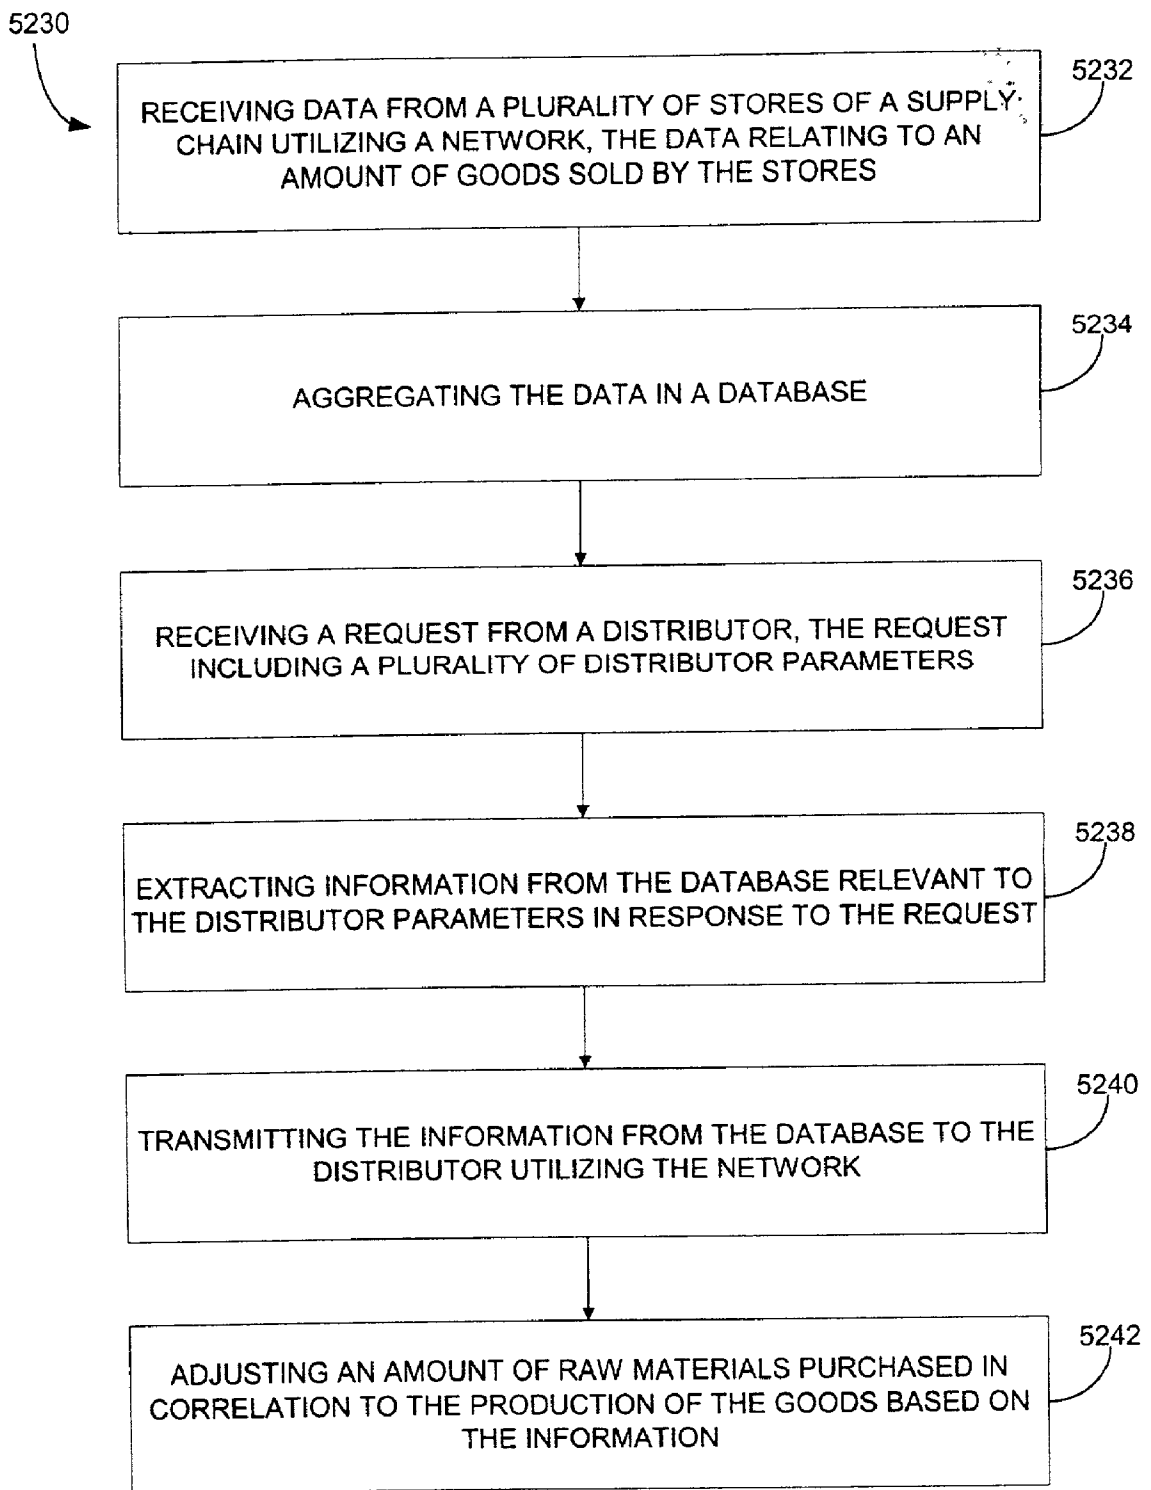 5230
5232
RECEIVING DATA FROM A PLURALITY OF STORES OF A SUPPLY
CHAIN UTILIZING A NETWORK, THE DATA RELATING TO AN
AMOUNT OF GOODS SOLD BY THE STORES
5234
AGGREGATING THE DATA IN A DATABASE
5236
RECEIVING A REQUEST FROM A DISTRIBUTOR, THE REQUEST
INCLUDING A PLURALITY OF DISTRIBUTOR PARAMETERS
5238
EXTRACTING INFORMATION FROM THE DATABASE RELEVANT TO
THE DISTRIBUTOR PARAMETERS IN RESPONSE TO THE REQUEST
5240
TRANSMITTING THE INFORMATION FROM THE DATABASE TO THE
DISTRIBUTOR UTILIZING THE NETWORK
5242
ADJUSTING AN AMOUNT OF RAW MATERIALS PURCHASED IN
CORRELATION TO THE PRODUCTION OF THE GOODS BASED ON
THE INFORMATION